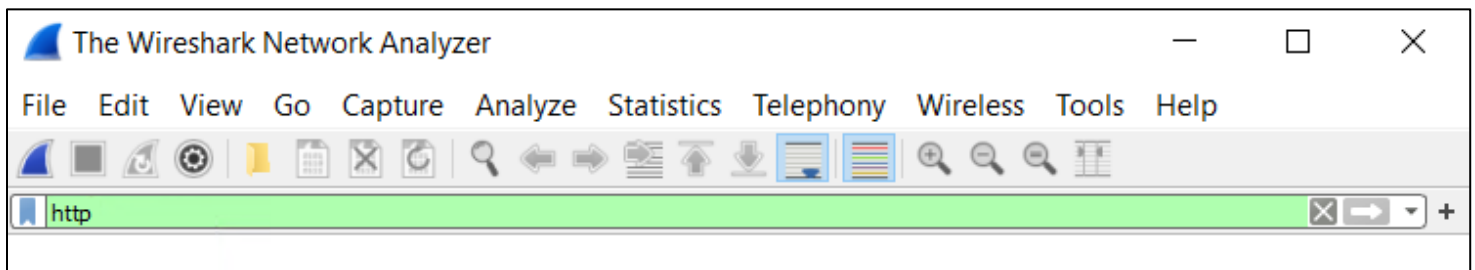 The Wireshark Network Analyzer
File Edit View Go Capture Analyze Statistics Telephony Wireless Tools Help
http